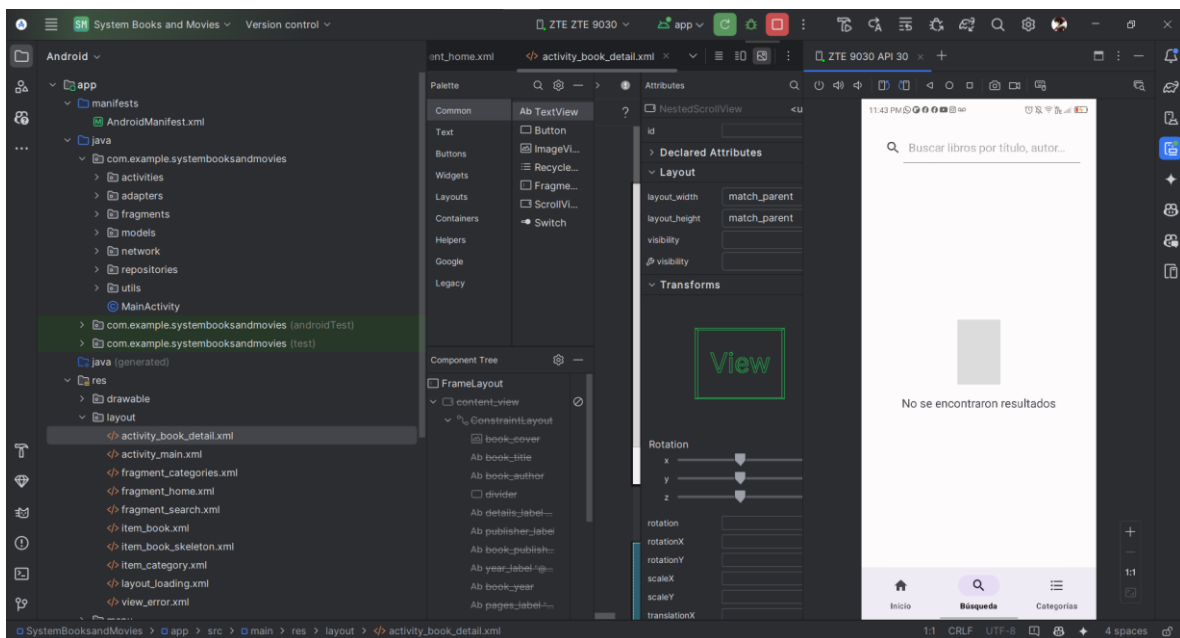 SM System Books and Movies Version control ZTE ZTE 9030 app
Android
app
manifests
AndroidManifest.xml
java
com.example.systembooksandmovies
activities
adapters
fragments
models
network
repositories
utils
MainActivity
com.example.systembooksandmovies (androidTest)
com.example.systembooksandmovies (test)
java (generated)
res
drawable
layout
activity_book_detail.xml
activity_main.xml
fragment_categories.xml
fragment_home.xml
fragment_search.xml
item_book.xml
item_book_skeleton.xml
item_category.xml
layout_loading.xml
view_error.xml
ent_home.xml activity_book_detail.xml
Palette
Common
Text
Buttons
Widgets
Layouts
Containers
Helpers
Google
Legacy
Ab TextView
Button
ImageVi...
Recycle...
Fragme...
ScrollVi...
Switch
Component Tree
FrameLayout
content_view
ConstraintLayout
book_cover
Ab book_title
Ab book_author
divider
Ab details_label...
Ab publisher_label
Ab book_publish...
Ab year_label "@...
Ab book_year
Ab pages_label "...
?
Attributes
NestedScrollView <u
id
Declared Attributes
Layout
layout_width match_parent
layout_height match_parent
visibility
visibility
Transforms
View
Rotation
x
y
z
rotation
rotationX
rotationY
scaleX
scaleY
translationX
ZTE 9030 API 30
11:43 PM
Buscar libros por título, autor...
No se encontraron resultados
Inicio Búsqueda Categorías
1:1
SystemBooksandMovies > app > src > main > res > layout > activity_book_detail.xml
1:1 CRLF UTF-8 4 spaces